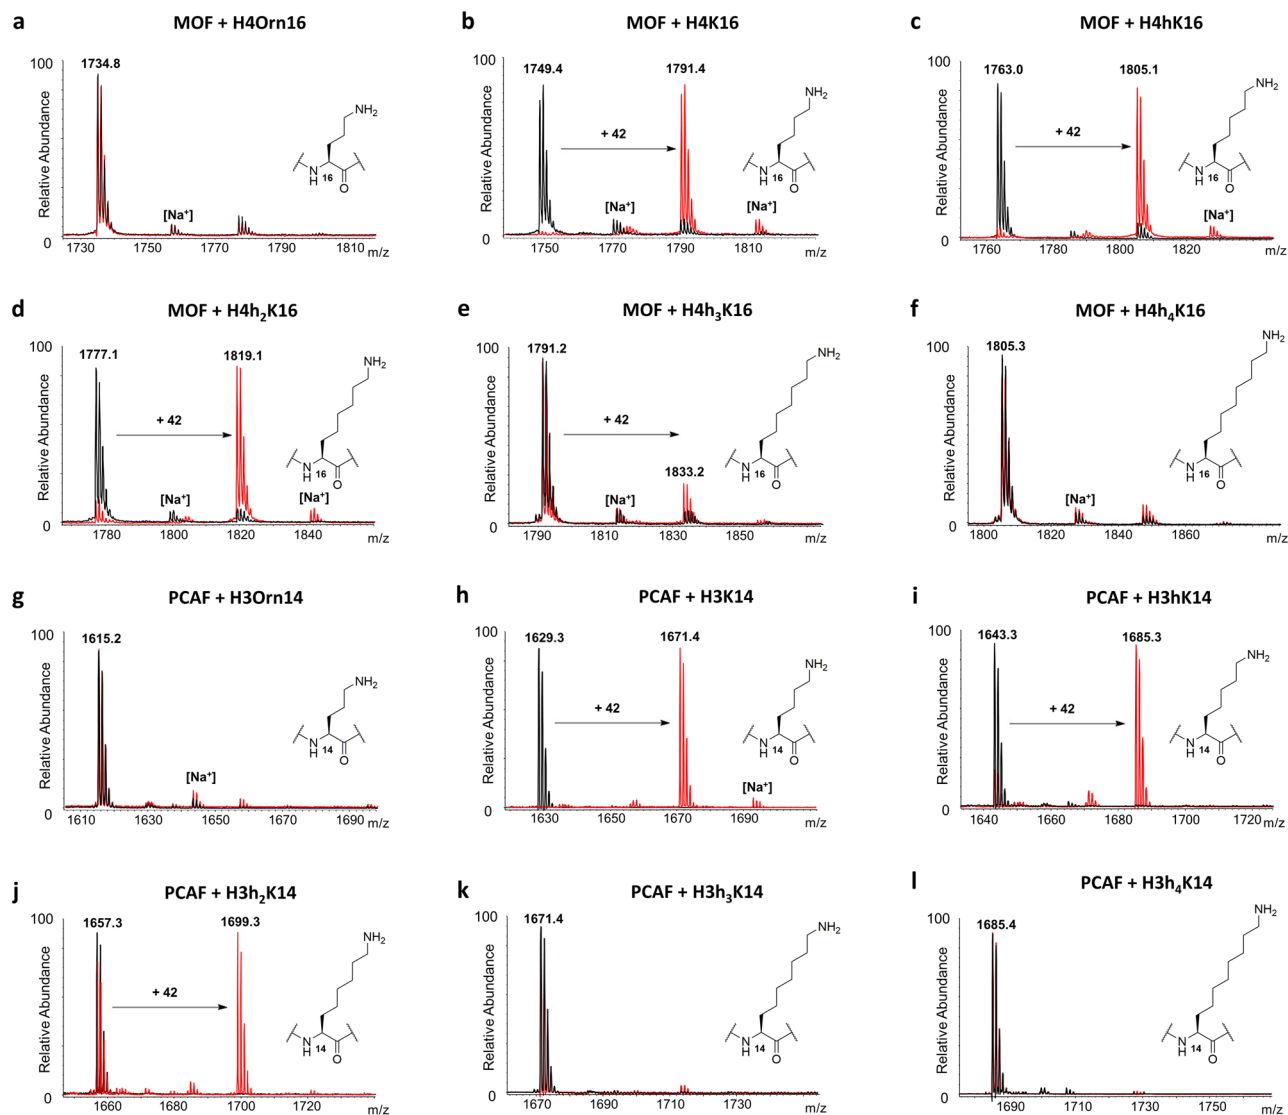 a MOF + H4Orn16
100
Relative Abundance
0
1734.8
[Na⁺]
NH₂
N
H
16
O
1730 1750 1770 1790 1810 m/z
b MOF + H4K16
100
Relative Abundance
0
1749.4
+ 42
1791.4
[Na⁺]
[Na⁺]
NH₂
N
H
16
O
1750 1770 1790 1810 m/z
c MOF + H4hK16
100
Relative Abundance
0
1763.0
+ 42
1805.1
[Na⁺]
NH₂
N
H
16
O
1760 1780 1800 1820 m/z
d MOF + H4h₂K16
100
Relative Abundance
0
1777.1
+ 42
1819.1
[Na⁺]
[Na⁺]
NH₂
N
H
16
O
1780 1800 1820 1840 m/z
e MOF + H4h₃K16
100
Relative Abundance
0
1791.2
+ 42
1833.2
[Na⁺]
NH₂
N
H
16
O
1790 1810 1830 1850 m/z
f MOF + H4h₄K16
100
Relative Abundance
0
1805.3
[Na⁺]
NH₂
N
H
16
O
1800 1820 1840 1860 m/z
g PCAF + H3Orn14
100
Relative Abundance
0
1615.2
[Na⁺]
NH₂
N
H
14
O
1610 1630 1650 1670 1690 m/z
h PCAF + H3K14
100
Relative Abundance
0
1629.3
+ 42
1671.4
[Na⁺]
NH₂
N
H
14
O
1630 1650 1670 1690 m/z
i PCAF + H3hK14
100
Relative Abundance
0
1643.3
+ 42
1685.3
NH₂
N
H
14
O
1640 1660 1680 1700 1720 m/z
j PCAF + H3h₂K14
100
Relative Abundance
0
1657.3
+ 42
1699.3
NH₂
N
H
14
O
1660 1680 1700 1720 m/z
k PCAF + H3h₃K14
100
Relative Abundance
0
1671.4
NH₂
N
H
14
O
1670 1690 1710 1730 m/z
l PCAF + H3h₄K14
100
Relative Abundance
0
1685.4
NH₂
N
H
14
O
1690 1710 1730 1750 m/z